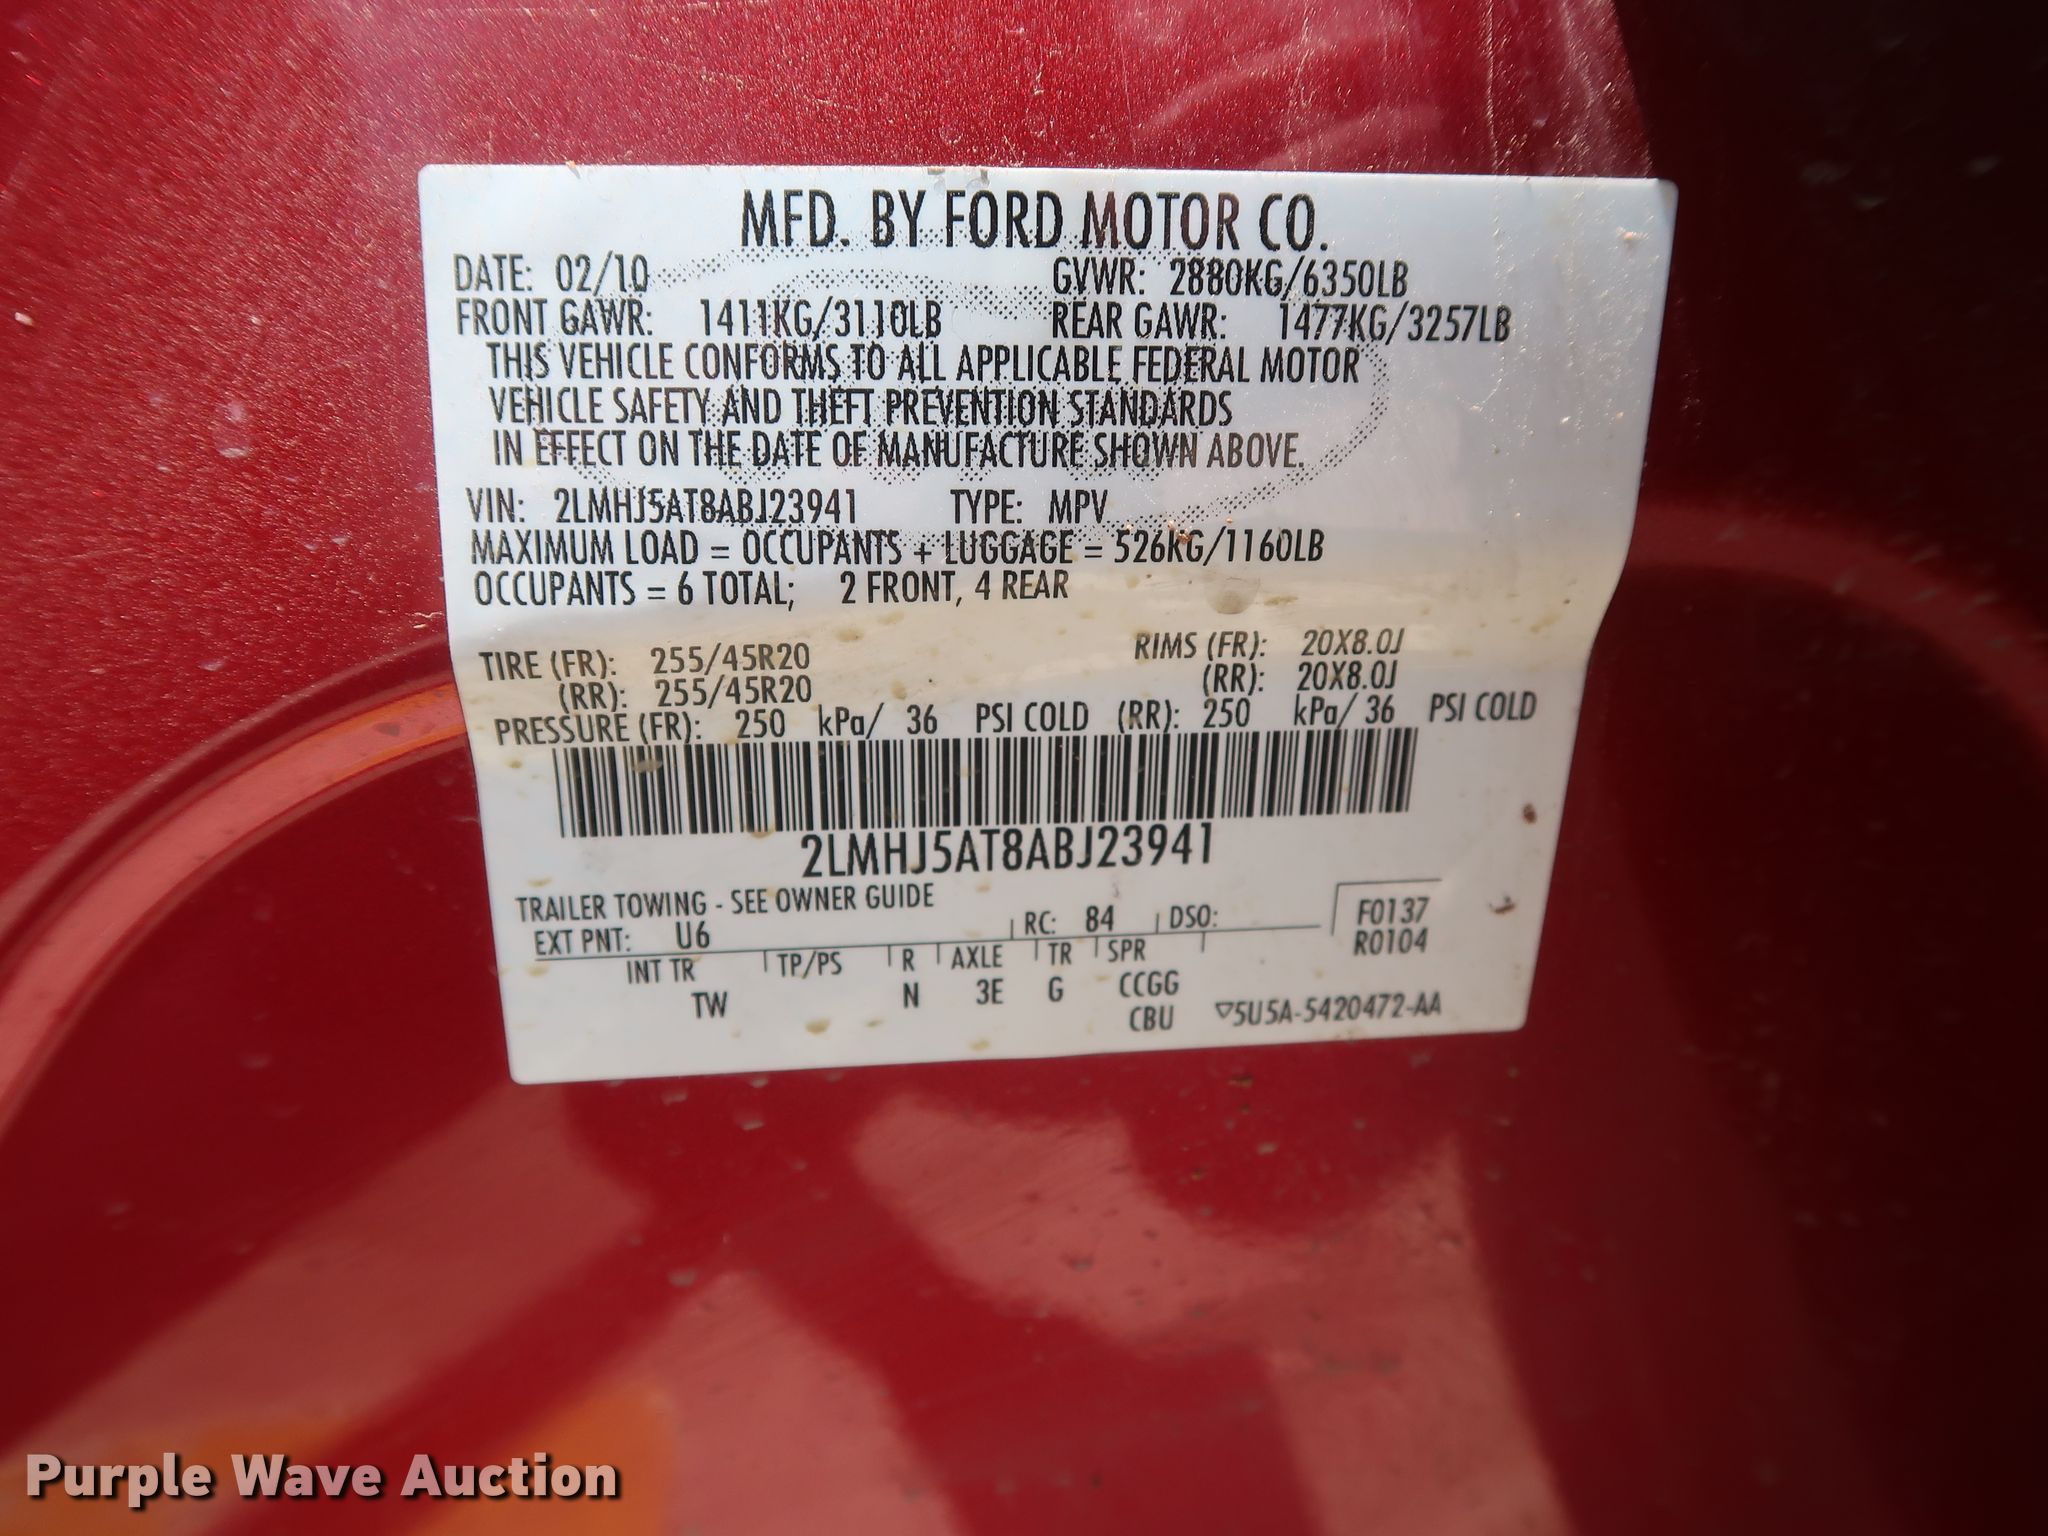 MFD. BY FORD MOTOR CO.
DATE: 02/10 GVWR: 2880KG/6350LB
FRONT GAWR: 1411KG/3110LB REAR GAWR: 1477KG/3257LB
THIS VEHICLE CONFORMS TO ALL APPLICABLE FEDERAL MOTOR
VEHICLE SAFETY AND THEFT PREVENTION STANDARDS
IN EFFECT ON THE DATE OF MANUFACTURE SHOWN ABOVE.
VIN: 2LMHJ5AT8ABJ23941 TYPE: MPV
MAXIMUM LOAD = OCCUPANTS + LUGGAGE = 526KG/1160LB
OCCUPANTS = 6 TOTAL; 2 FRONT, 4 REAR
TIRE (FR): 255/45R20 RIMS (FR): 20X8.0J
(RR): 255/45R20 (RR): 20X8.0J
PRESSURE (FR): 250 kPa/ 36 PSI COLD (RR): 250 kPa/ 36 PSI COLD
2LMHJ5AT8ABJ23941
TRAILER TOWING - SEE OWNER GUIDE
EXT PNT: U6 RC: 84 DSO: F0137
R0104
INT TR TP/PS R AXLE TR SPR
TW N 3E G CCGG
CBU ▽5U5A-5420472-AA
Purple Wave Auction